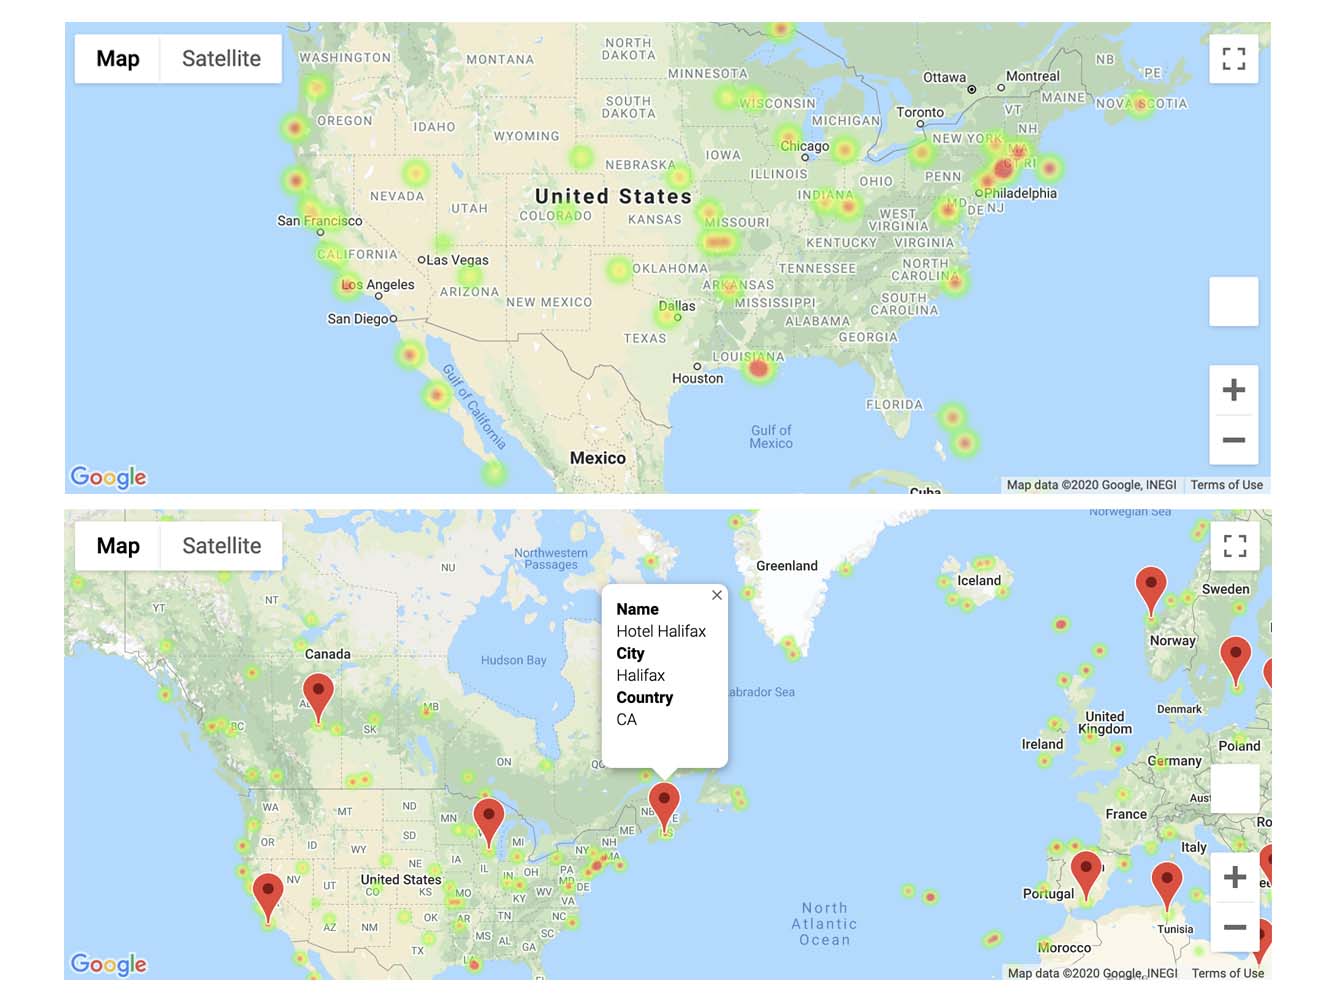 Map Satellite
WASHINGTON
MONTANA
NORTH
DAKOTA
MINNESOTA
Ottawa
Montreal
NB
PE
MAINE
NOVA SCOTIA
OREGON
IDAHO
SOUTH
DAKOTA
WISCONSIN
MICHIGAN
Toronto
VT
NH
WYOMING
NEW YORK
MA
CT RI
IOWA
Chicago
NEBRASKA
ILLINOIS
INDIANA
OHIO
PENN
Philadelphia
NEVADA
UTAH
United States
COLORADO
KANSAS
MISSOURI
WEST
VIRGINIA
MD
DE
NJ
San Francisco
KENTUCKY
VIRGINIA
CALIFORNIA
Las Vegas
OKLAHOMA
TENNESSEE
NORTH
CAROLINA
Los Angeles
ARIZONA
NEW MEXICO
ARKANSAS
MISSISSIPPI
SOUTH
CAROLINA
San Diego
Dallas
ALABAMA
TEXAS
GEORGIA
LOUISIANA
Houston
Gulf of California
FLORIDA
Gulf of
Mexico
Mexico
Cuba
Google
Map data ©2020 Google, INEGI Terms of Use
Map Satellite
Norwegian Sea
Northwestern
Passages
NU
Greenland
Iceland
Sweden
YT
NT
Norway
Name
Hotel Halifax
City
Halifax
Country
CA
Canada
Hudson Bay
Labrador Sea
BC
SK
MB
ON
United
Kingdom
Denmark
Ireland
Poland
Germany
WA
MT
ND
MN
NB
PE
NS
ME
France
OR
ID
WY
SD
MI
NH
NY
MA
Italy
NE
IA
IL
IN
OH
PA
MD
DE
NV
UT
United States
CO
KS
MO
KY
WV
VA
Portugal
AZ
NM
OK
AR
TN
NC
SC
North
Atlantic
Ocean
Tunisia
TX
MS
AL
GA
LA
Morocco
Google
Map data ©2020 Google, INEGI Terms of Use